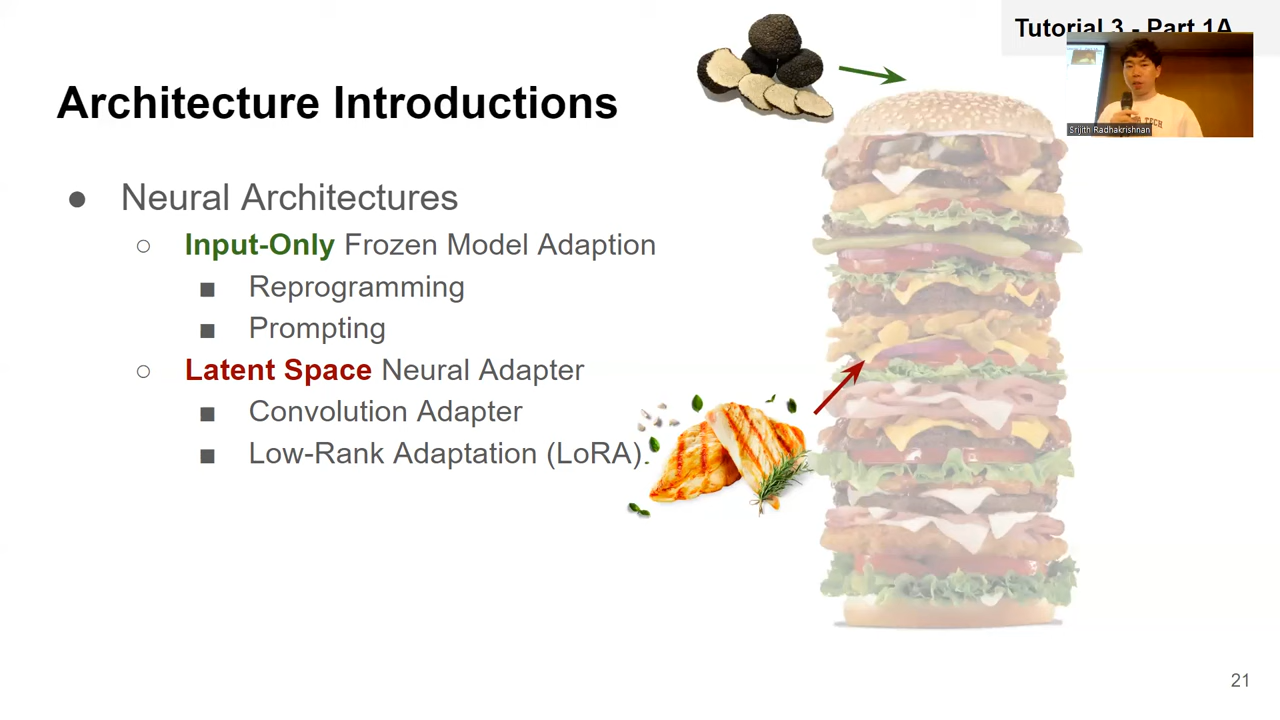 Tutorial 3 - Part 1A
Srijith Radhakrishnan
TECH
Architecture Introductions
● Neural Architectures
○ Input-Only Frozen Model Adaption
■ Reprogramming
■ Prompting
○ Latent Space Neural Adapter
■ Convolution Adapter
■ Low-Rank Adaptation (LoRA).
21